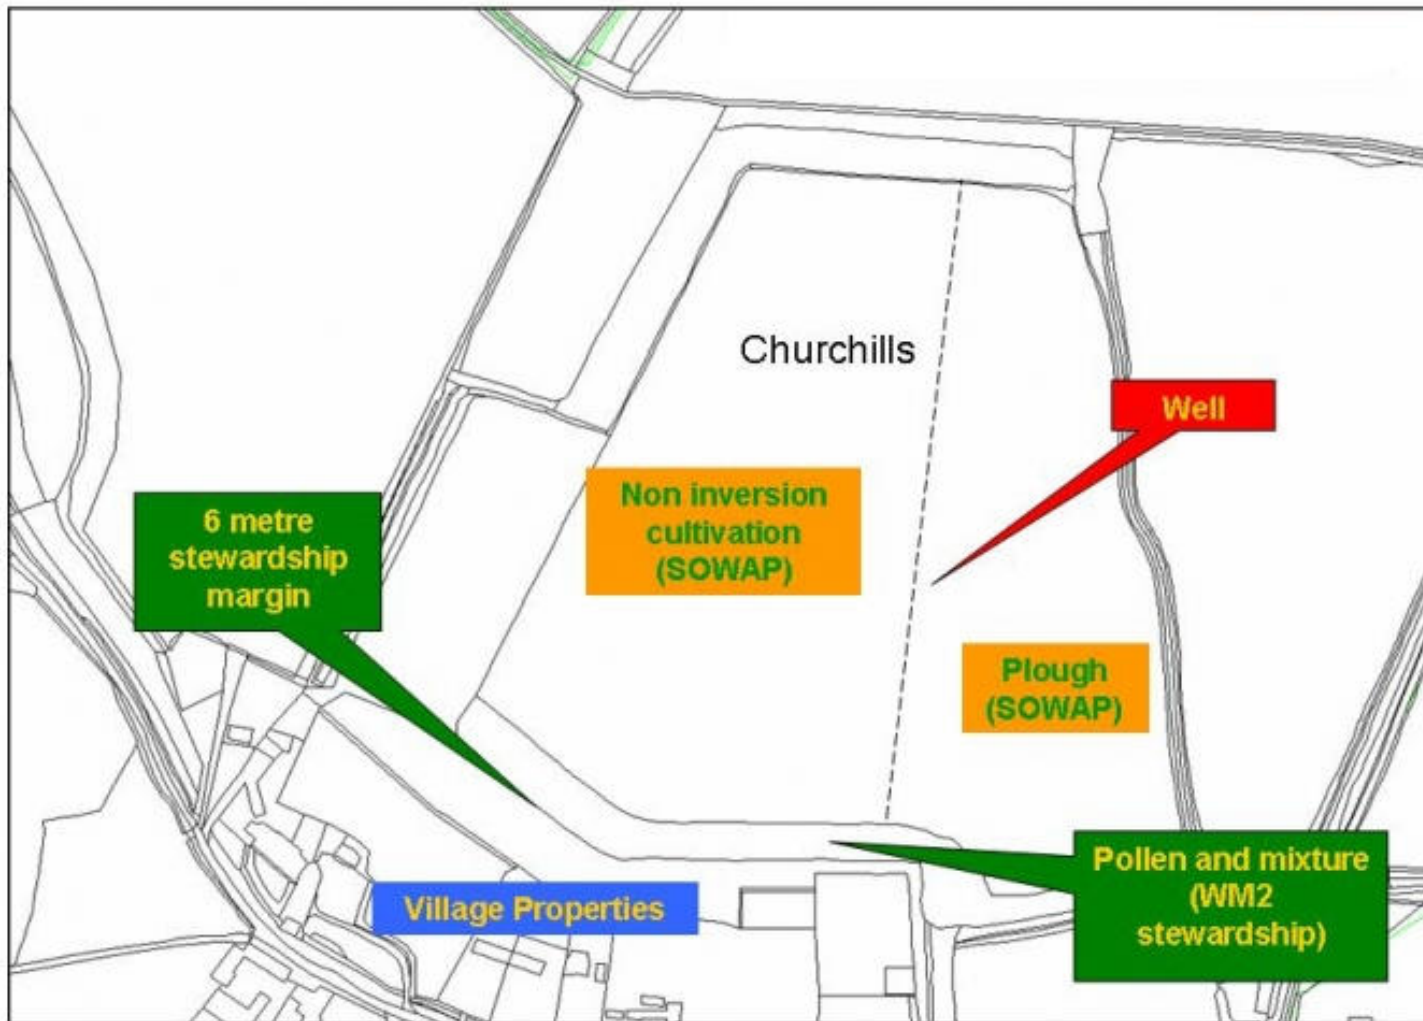 Churchills
Well
Non inversion
cultivation
(SOWAP)
6 metre
stewardship
margin
Plough
(SOWAP)
Pollen and mixture
(WM2
stewardship)
Village Properties